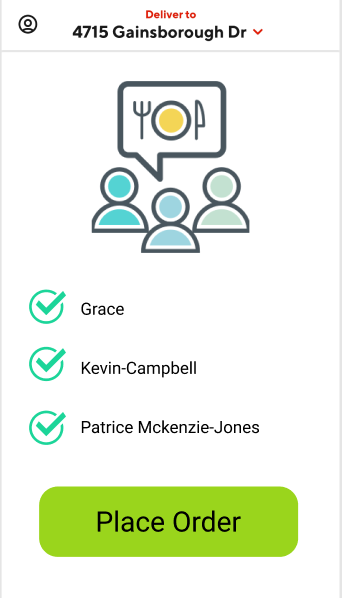 Deliver to
4715 Gainsborough Dr
Grace
Kevin-Campbell
Patrice Mckenzie-Jones
Place Order